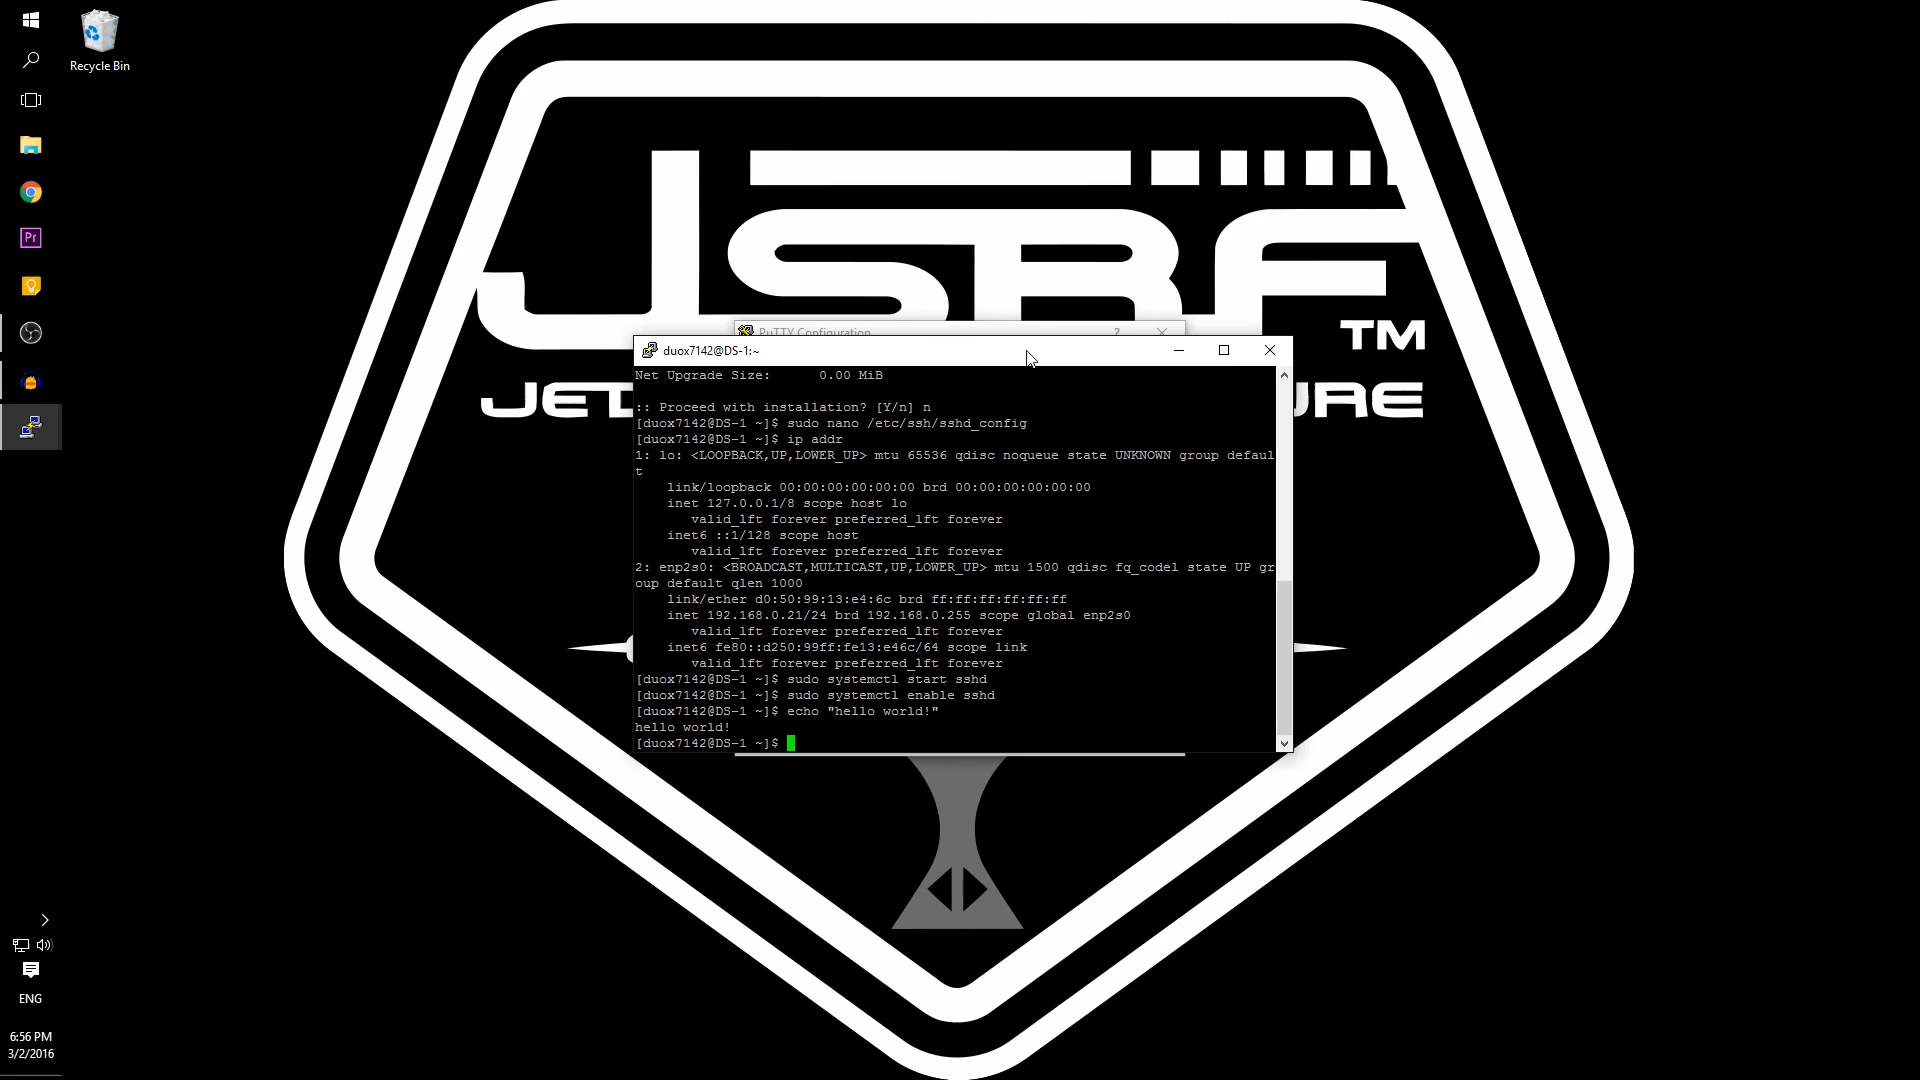 Recycle Bin
Pr
JSRF
TM
PuTTY Configuration
duox7142@DS-1:~
Net Upgrade Size:      0.00 MiB
:: Proceed with installation? [Y/n] n
[duox7142@DS-1 ~]$ sudo nano /etc/ssh/sshd_config
[duox7142@DS-1 ~]$ ip addr
1: lo: <LOOPBACK,UP,LOWER_UP> mtu 65536 qdisc noqueue state UNKNOWN group defaul
t
    link/loopback 00:00:00:00:00:00 brd 00:00:00:00:00:00
    inet 127.0.0.1/8 scope host lo
       valid_lft forever preferred_lft forever
    inet6 ::1/128 scope host
       valid_lft forever preferred_lft forever
2: enp2s0: <BROADCAST,MULTICAST,UP,LOWER_UP> mtu 1500 qdisc fq_codel state UP gr
oup default qlen 1000
    link/ether d0:50:99:13:e4:6c brd ff:ff:ff:ff:ff:ff
    inet 192.168.0.21/24 brd 192.168.0.255 scope global enp2s0
       valid_lft forever preferred_lft forever
    inet6 fe80::d250:99ff:fe13:e46c/64 scope link
       valid_lft forever preferred_lft forever
[duox7142@DS-1 ~]$ sudo systemctl start sshd
[duox7142@DS-1 ~]$ sudo systemctl enable sshd
[duox7142@DS-1 ~]$ echo "hello world!"
hello world!
[duox7142@DS-1 ~]$
ENG
6:56 PM
3/2/2016